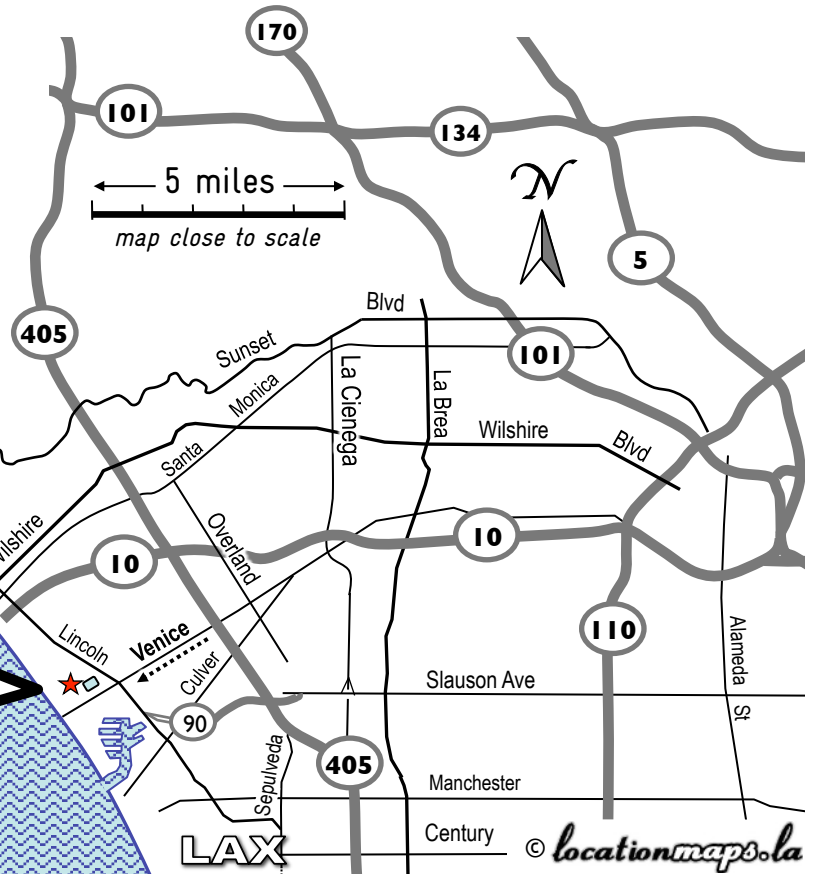 170
101
134
5 miles
map close to scale
N
5
405
Blvd
Sunset
101
La Cienega
La Brea
Monica
Santa
Wilshire
Blvd
Overland
10
10
Lincoln
Venice
Culver
110
Alameda
St
Slauson Ave
90
Sepulveda
405
Manchester
Century
LAX
© locationmaps.la